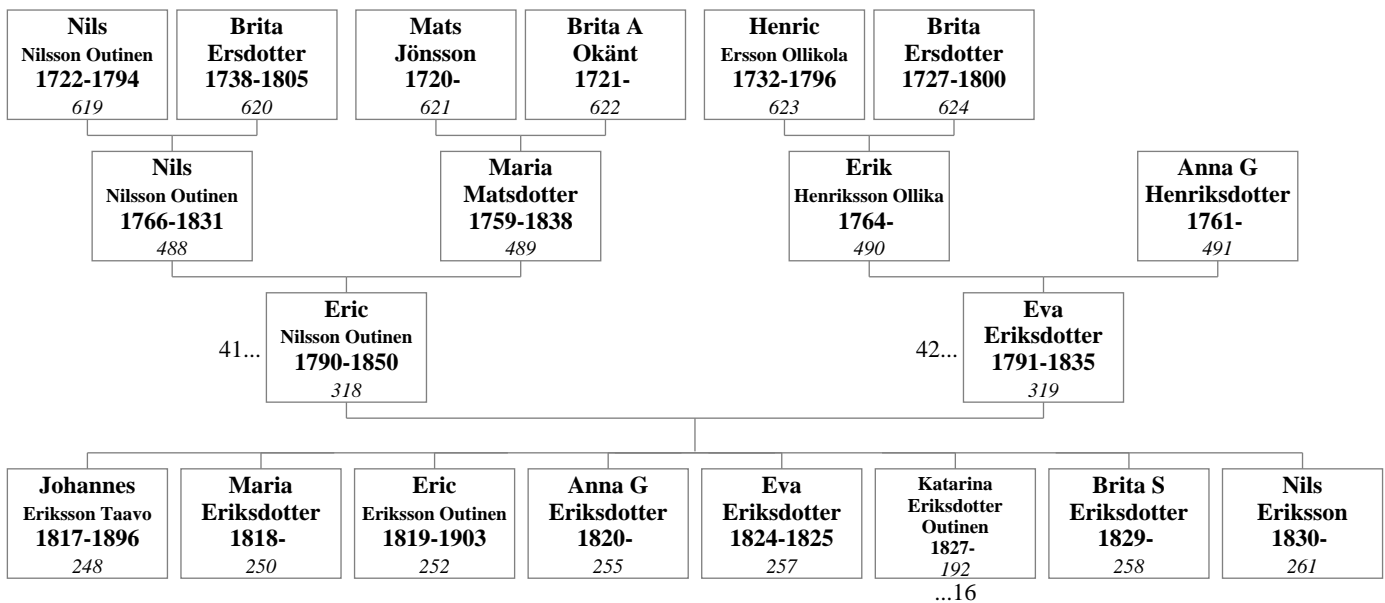 Nils
Nilsson Outinen
1722-1794
619
Brita
Ersdotter
1738-1805
620
Mats
Jönsson
1720-
621
Brita A
Okänt
1721-
622
Henric
Ersson Ollikola
1732-1796
623
Brita
Ersdotter
1727-1800
624
Nils
Nilsson Outinen
1766-1831
488
Maria
Matsdotter
1759-1838
489
Erik
Henriksson Ollika
1764-
490
Anna G
Henriksdotter
1761-
491
41...
Eric
Nilsson Outinen
1790-1850
318
42...
Eva
Eriksdotter
1791-1835
319
Johannes
Eriksson Taavo
1817-1896
248
Maria
Eriksdotter
1818-
250
Eric
Eriksson Outinen
1819-1903
252
Anna G
Eriksdotter
1820-
255
Eva
Eriksdotter
1824-1825
257
Katarina
Eriksdotter
Outinen
1827-
192
...16
Brita S
Eriksdotter
1829-
258
Nils
Eriksson
1830-
261